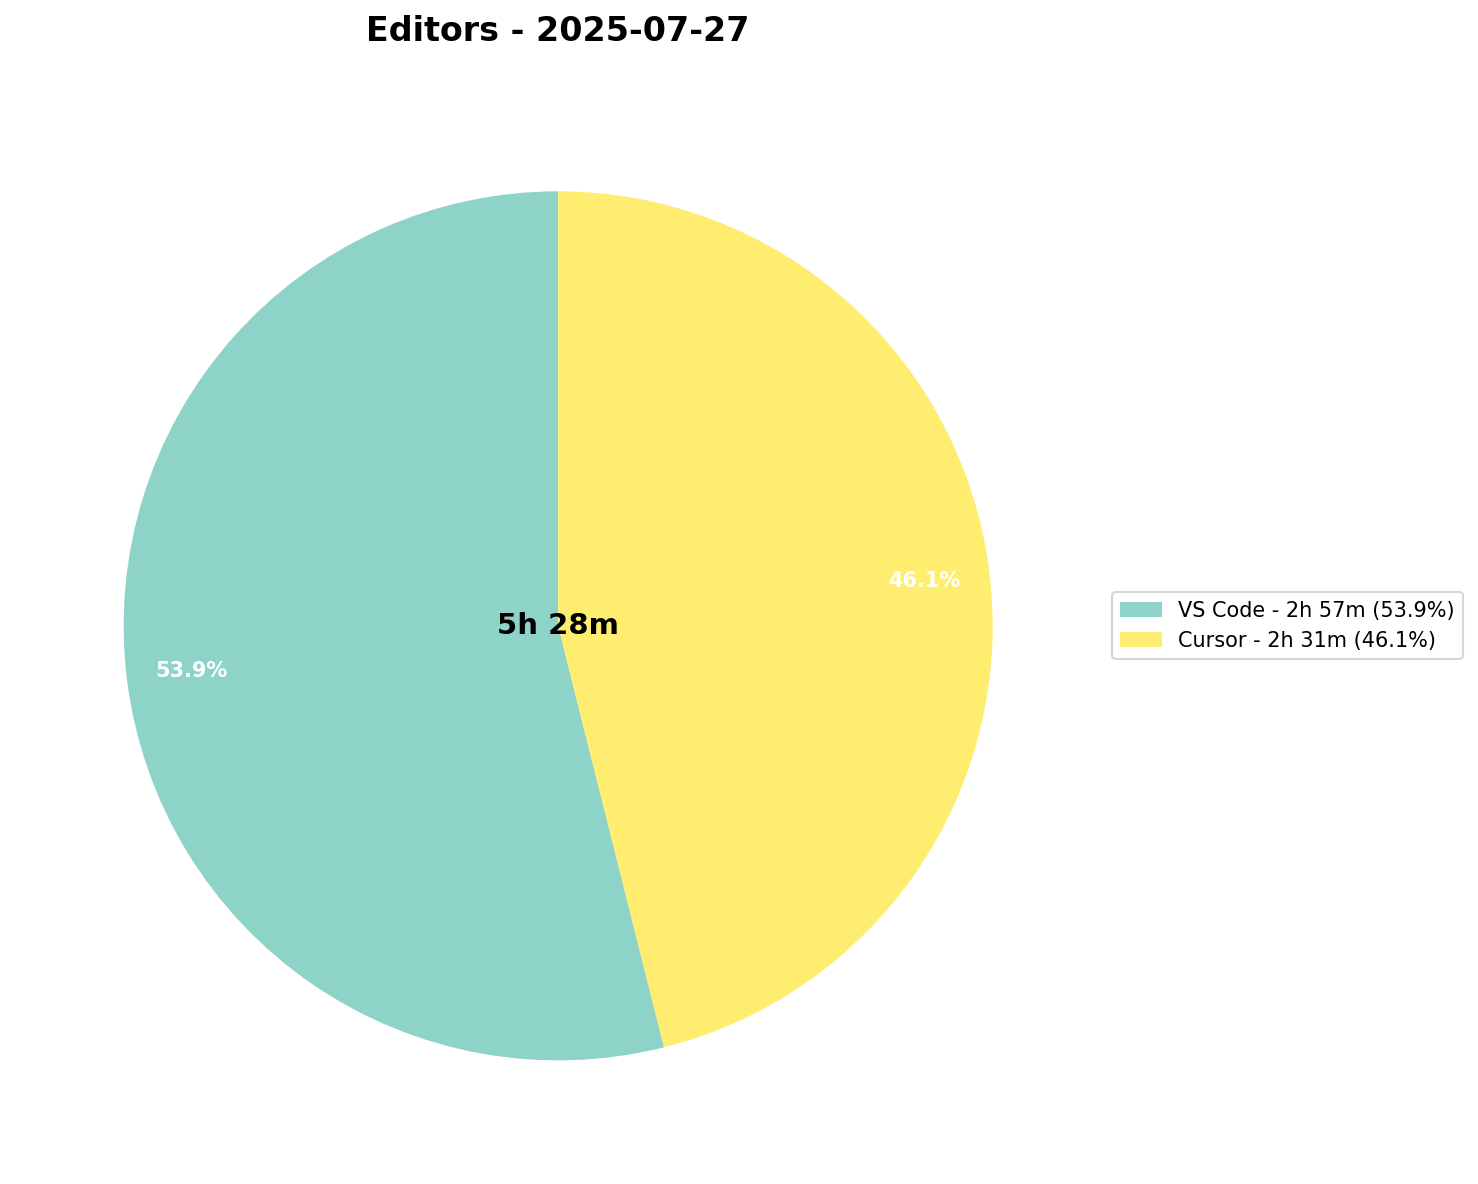 Editors - 2025-07-27
46.1%
5h 28m
53.9%
VS Code - 2h 57m (53.9%)
Cursor - 2h 31m (46.1%)